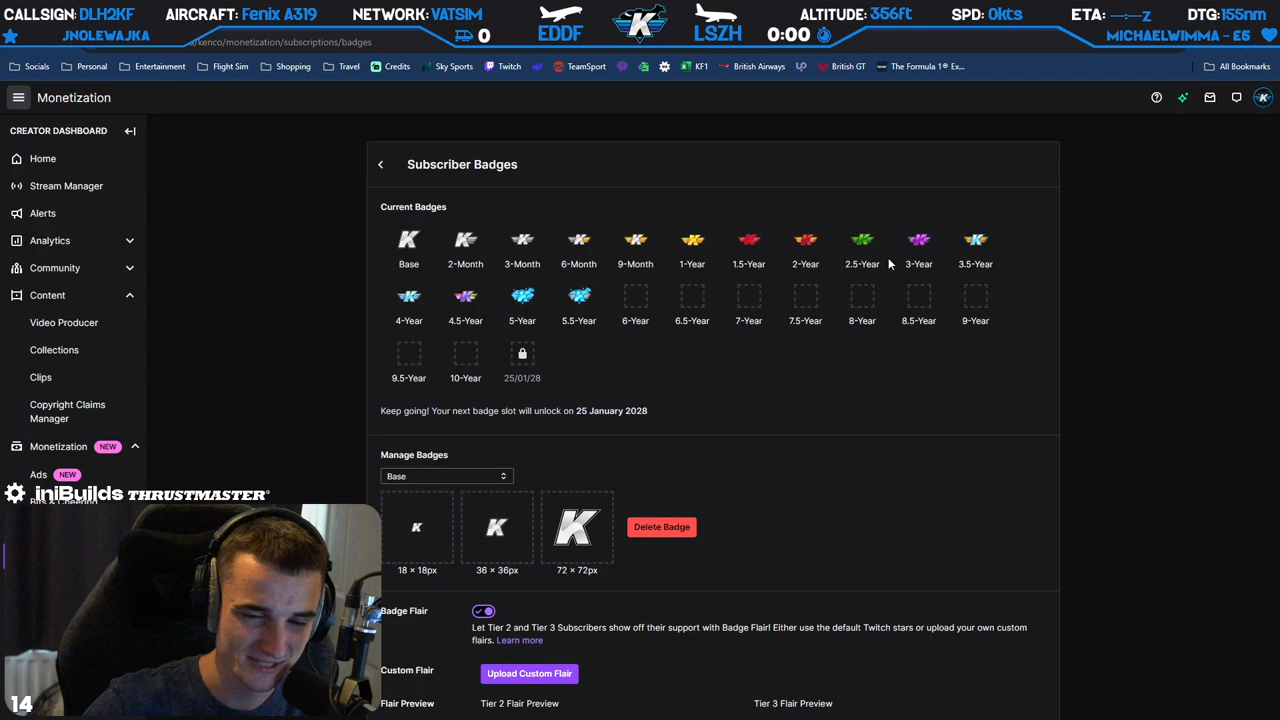 CALLSIGN: DLH2KF
AIRCRAFT: Fenix A319
NETWORK: VATSIM
ALTITUDE: 356ft
SPD: 0kts
ETA: --:--z
DTG: 155nm
JNOLEWAJKA
0
EDDF
K
LSZH
0:00
MICHAELWIMMA - £5
/kenco/monetization/subscriptions/badges
Socials
Personal
Entertainment
Flight Sim
Shopping
Travel
Credits
Sky Sports
Twitch
TeamSport
KF1
British Airways
British GT
The Formula 1® Ex...
All Bookmarks
Monetization
CREATOR DASHBOARD
Home
Stream Manager
Alerts
Analytics
Community
Content
Video Producer
Collections
Clips
Copyright Claims
Manager
Monetization NEW
Ads NEW
iniBuilds THRUSTMASTER®
14
Subscriber Badges
Current Badges
Base 2-Month 3-Month 6-Month 9-Month 1-Year 1.5-Year 2-Year 2.5-Year 3-Year 3.5-Year
4-Year 4.5-Year 5-Year 5.5-Year 6-Year 6.5-Year 7-Year 7.5-Year 8-Year 8.5-Year 9-Year
9.5-Year 10-Year 25/01/28
Keep going! Your next badge slot will unlock on 25 January 2028
Manage Badges
Base
K K K
Delete Badge
18 × 18px 36 × 36px 72 × 72px
Badge Flair
Let Tier 2 and Tier 3 Subscribers show off their support with Badge Flair! Either use the default Twitch stars or upload your own custom
flairs. Learn more
Custom Flair
Upload Custom Flair
Flair Preview
Tier 2 Flair Preview
Tier 3 Flair Preview